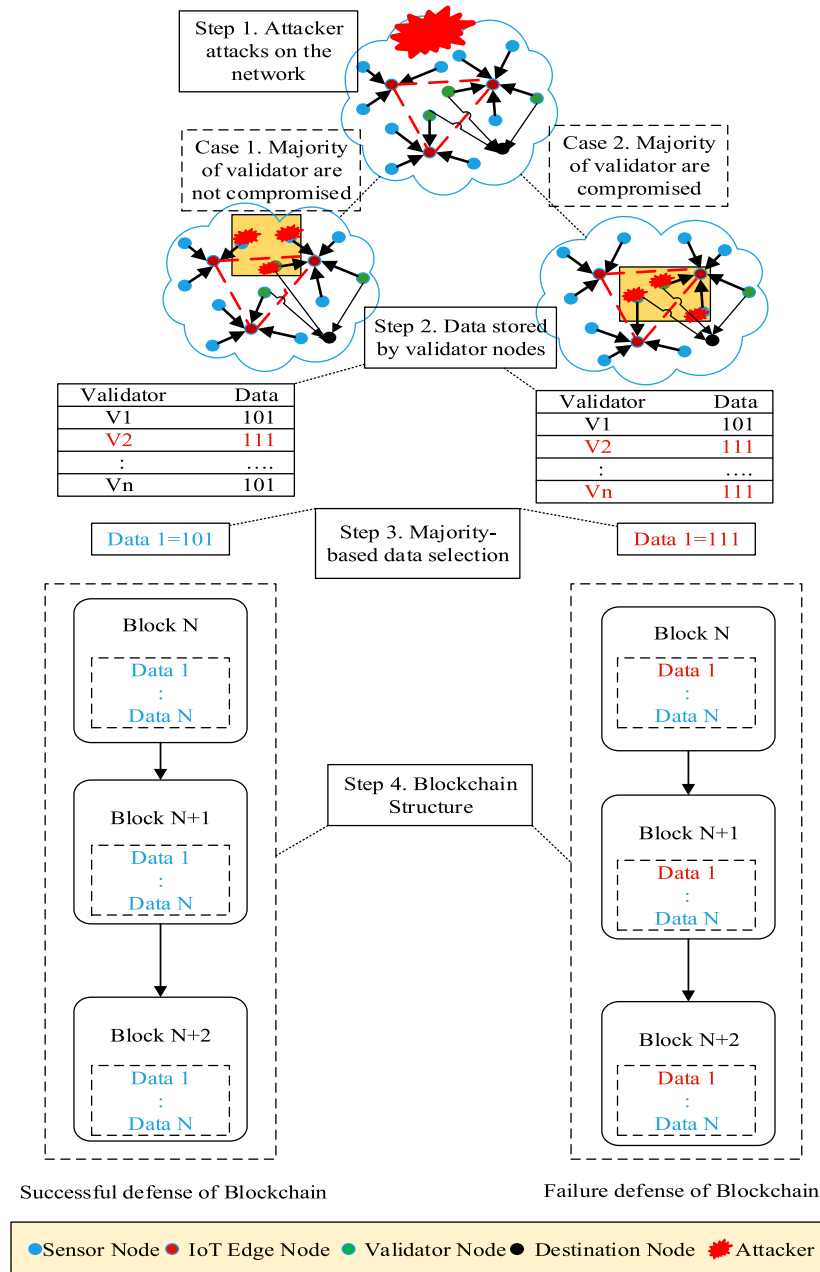 Step 1. Attacker
attacks on the
network
Case 1. Majority
of validator are
not compromised
Case 2. Majority
of validator are
compromised
Step 2. Data stored
by validator nodes
Validator Data
V1 101
V2 111
: ....
Vn 101
Validator Data
V1 101
V2 111
: ....
Vn 111
Data 1=101
Step 3. Majority-
based data selection
Data 1=111
Block N
Data 1
:
Data N
Block N+1
Data 1
:
Data N
Block N+2
Data 1
:
Data N
Step 4. Blockchain
Structure
Block N
Data 1
:
Data N
Block N+1
Data 1
:
Data N
Block N+2
Data 1
:
Data N
Successful defense of Blockchain
Failure defense of Blockchain
Sensor Node IoT Edge Node Validator Node Destination Node Attacker